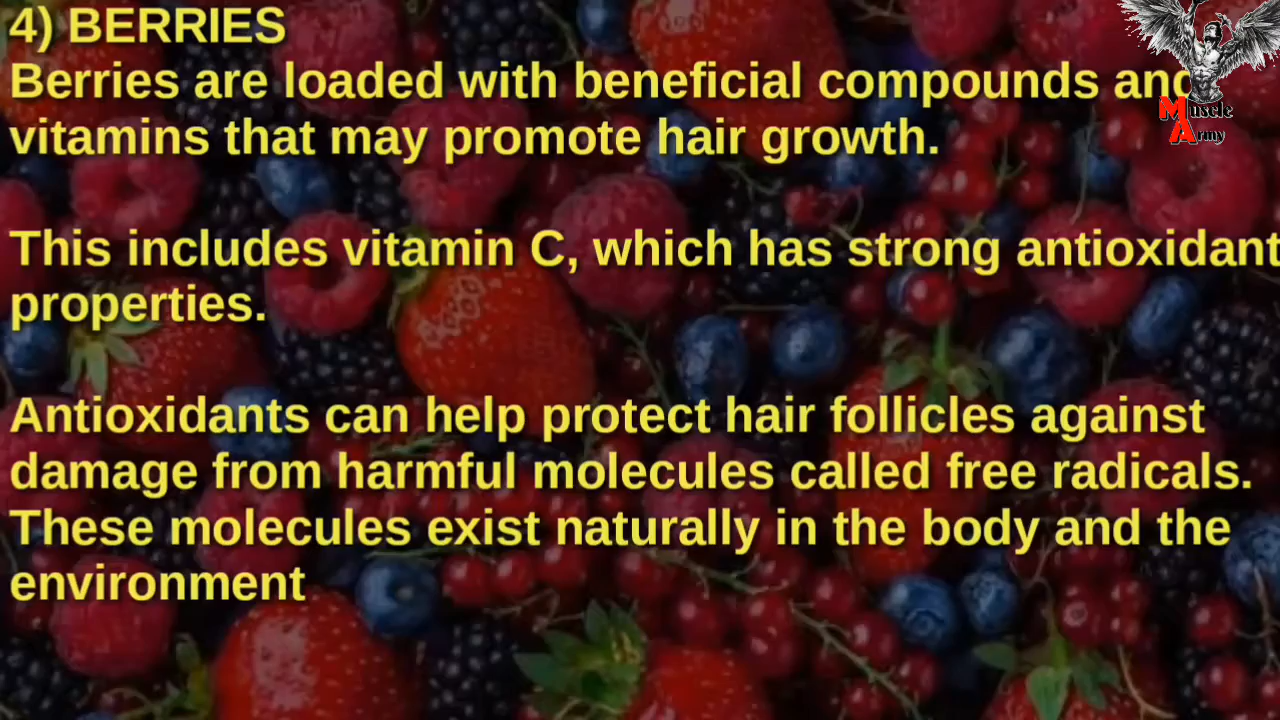 4) BERRIES
Berries are loaded with beneficial compounds and
vitamins that may promote hair growth.
This includes vitamin C, which has strong antioxidant
properties.
Antioxidants can help protect hair follicles against
damage from harmful molecules called free radicals.
These molecules exist naturally in the body and the
environment
Muscle
Army